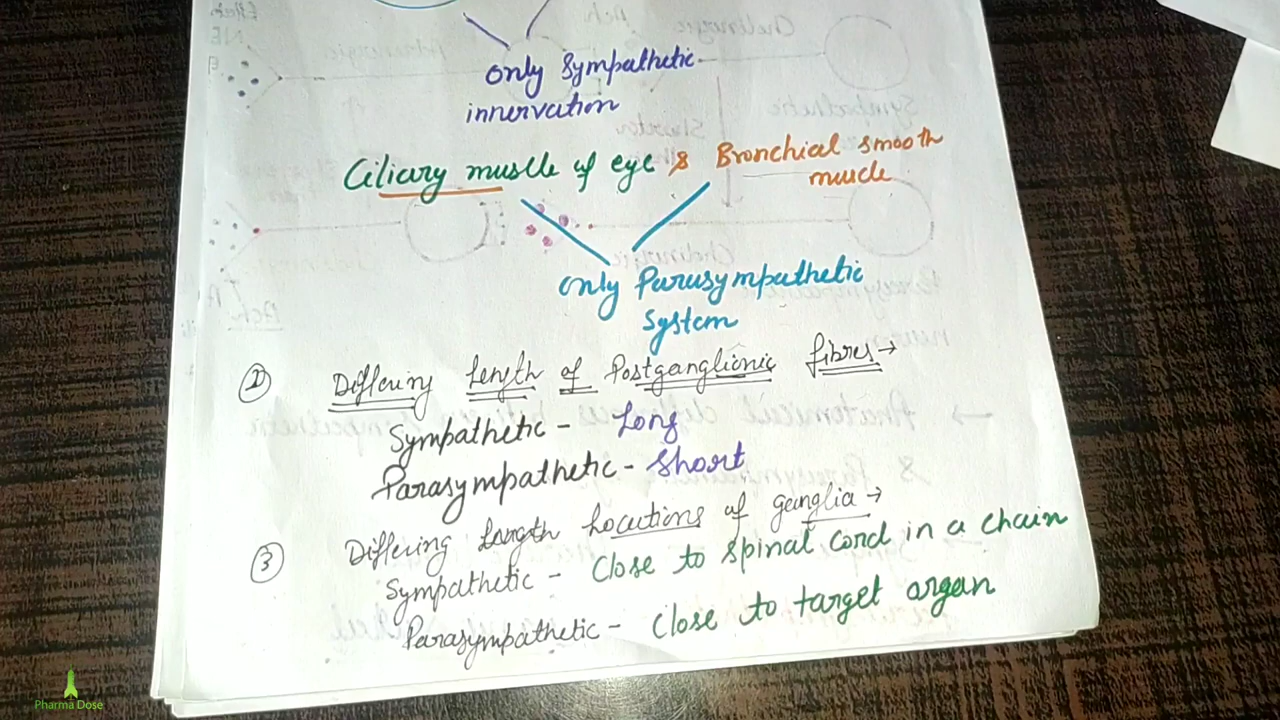 only Sympathetic
innervation
Ciliary muscle of eye & Bronchial smooth
muscle
only Parasympathetic
System
② Differing length of Postganglionic fibres →
Sympathetic - Long
Parasympathetic - Short
③ Differing length Locations of ganglia →
Sympathetic - Close to spinal cord in a chain
Parasympathetic - Close to target organ
Pharma Dose